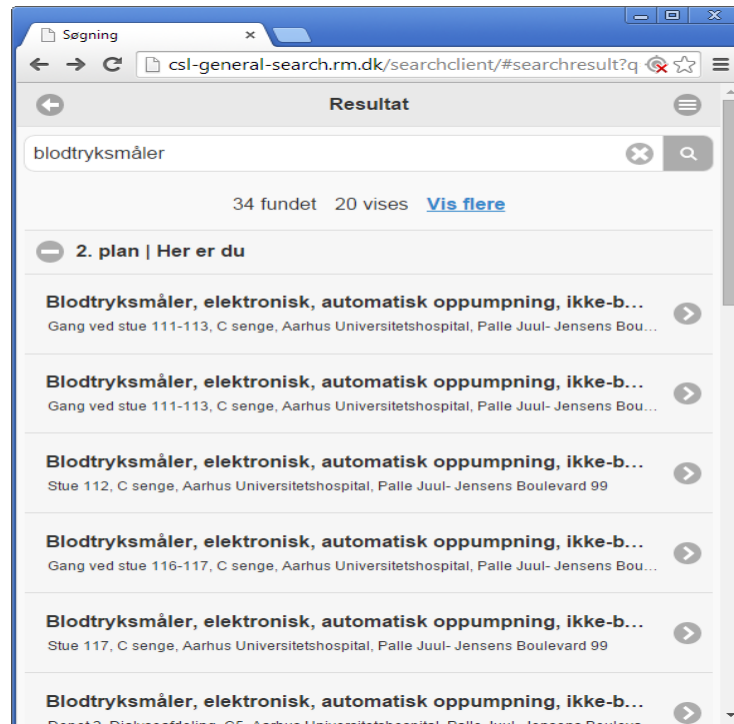 Søgning
csl-general-search.rm.dk/searchclient/#searchresult?q
Resultat
blodtryksmåler
34 fundet 20 vises Vis flere
2. plan | Her er du
Blodtryksmåler, elektronisk, automatisk oppumpning, ikke-b...
Gang ved stue 111-113, C senge, Aarhus Universitetshospital, Palle Juul- Jensens Bou...
Blodtryksmåler, elektronisk, automatisk oppumpning, ikke-b...
Gang ved stue 111-113, C senge, Aarhus Universitetshospital, Palle Juul- Jensens Bou...
Blodtryksmåler, elektronisk, automatisk oppumpning, ikke-b...
Stue 112, C senge, Aarhus Universitetshospital, Palle Juul- Jensens Boulevard 99
Blodtryksmåler, elektronisk, automatisk oppumpning, ikke-b...
Gang ved stue 116-117, C senge, Aarhus Universitetshospital, Palle Juul- Jensens Bou...
Blodtryksmåler, elektronisk, automatisk oppumpning, ikke-b...
Stue 117, C senge, Aarhus Universitetshospital, Palle Juul- Jensens Boulevard 99
Blodtryksmåler, elektronisk, automatisk oppumpning, ikke-b...